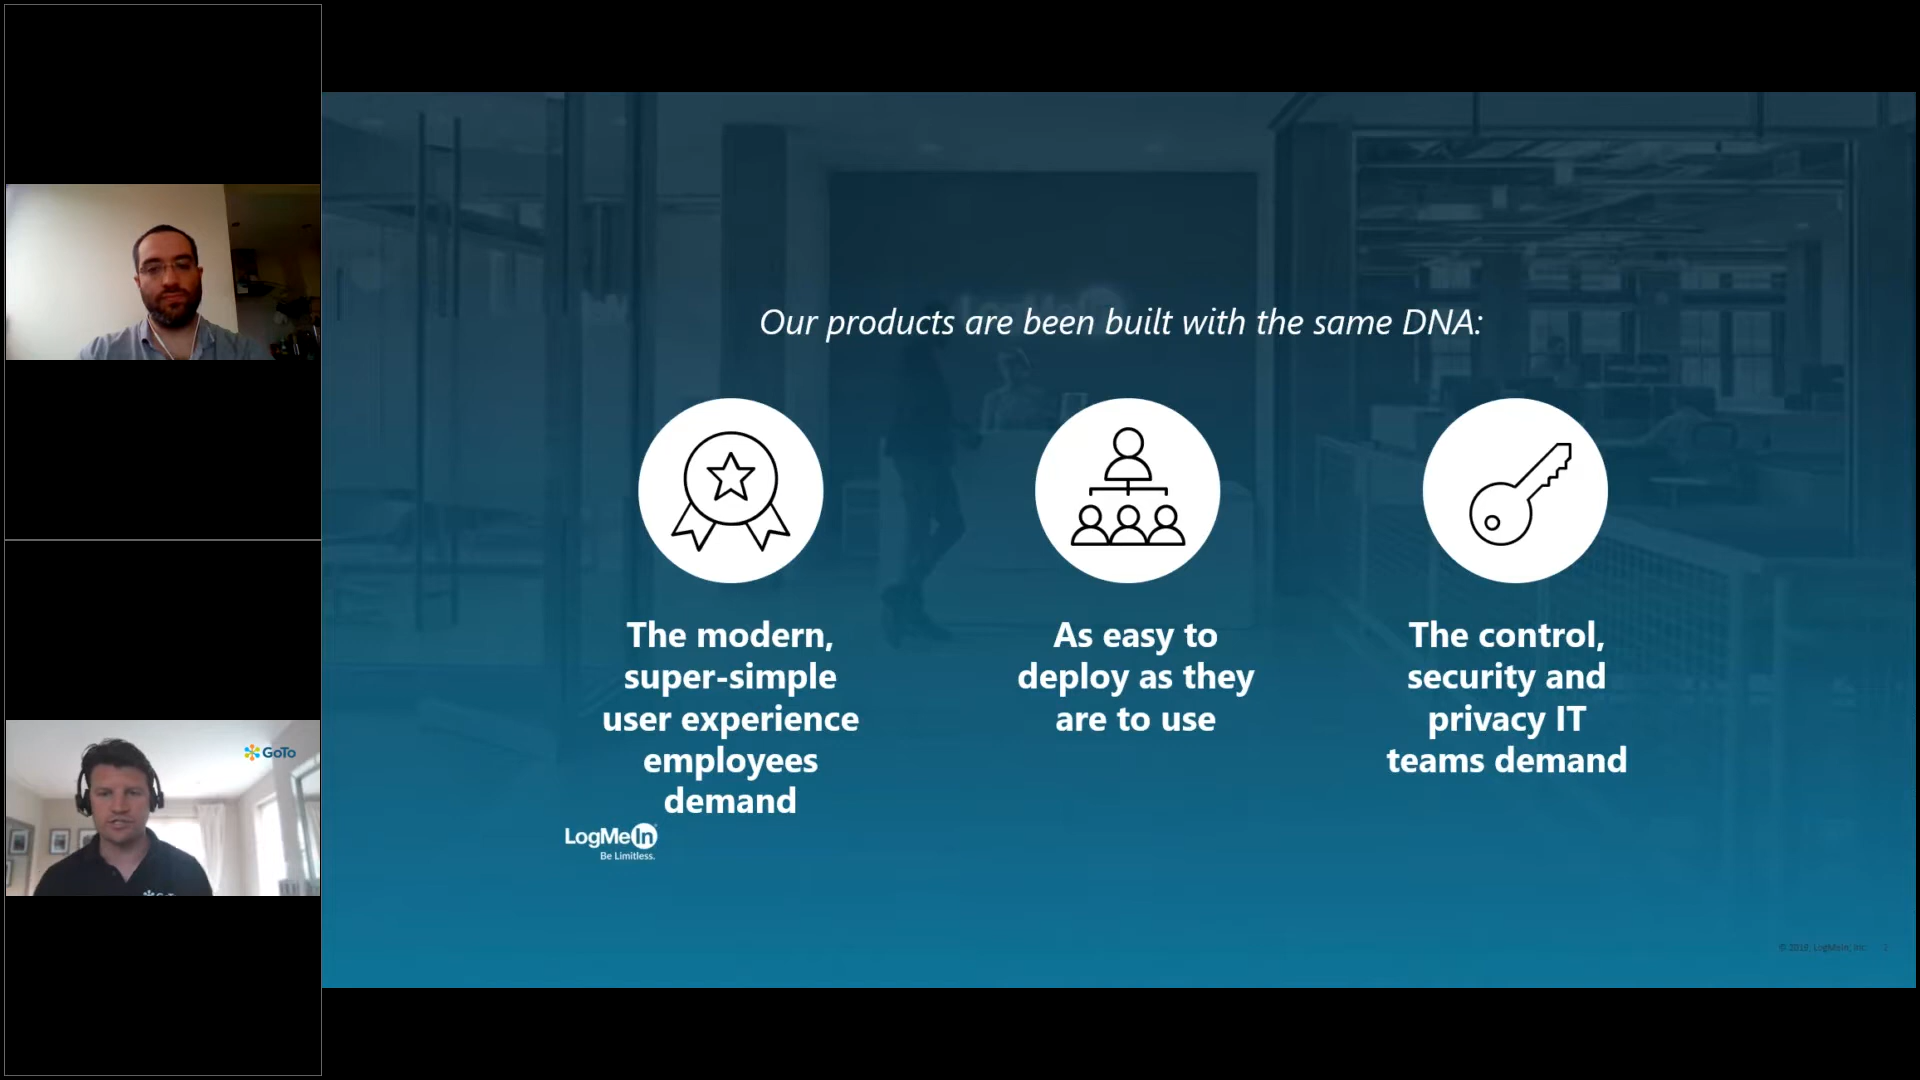 GoTo
Our products are been built with the same DNA:
The modern,
super-simple
user experience
employees
demand
As easy to
deploy as they
are to use
The control,
security and
privacy IT
teams demand
LogMeIn
Be Limitless.
LogMeIn, Inc.